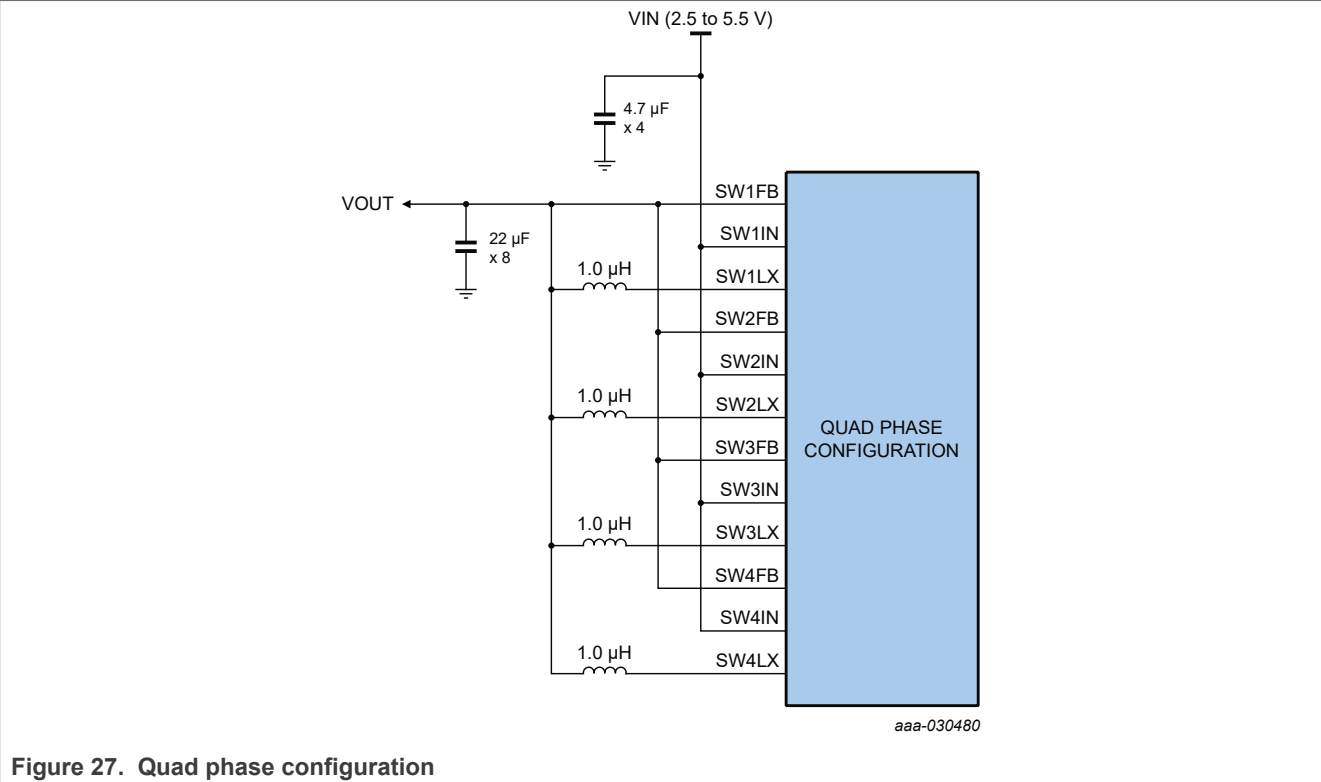 VIN (2.5 to 5.5 V)
4.7 µF
x 4
SW1FB
VOUT
SW1IN
22 µF
x 8
1.0 µH
SW1LX
SW2FB
SW2IN
1.0 µH
SW2LX
QUAD PHASE
CONFIGURATION
SW3FB
SW3IN
1.0 µH
SW3LX
SW4FB
SW4IN
1.0 µH
SW4LX
aaa-030480
Figure 27. Quad phase configuration